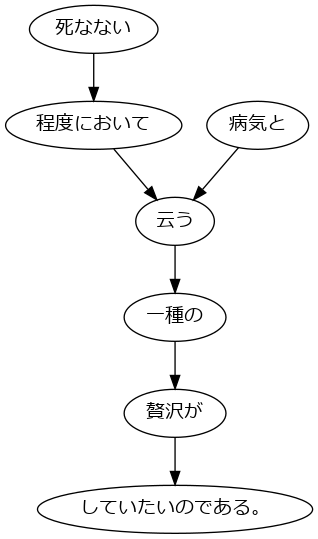 死なない
程度において
病気と
云う
一種の
贅沢が
していたいのである。